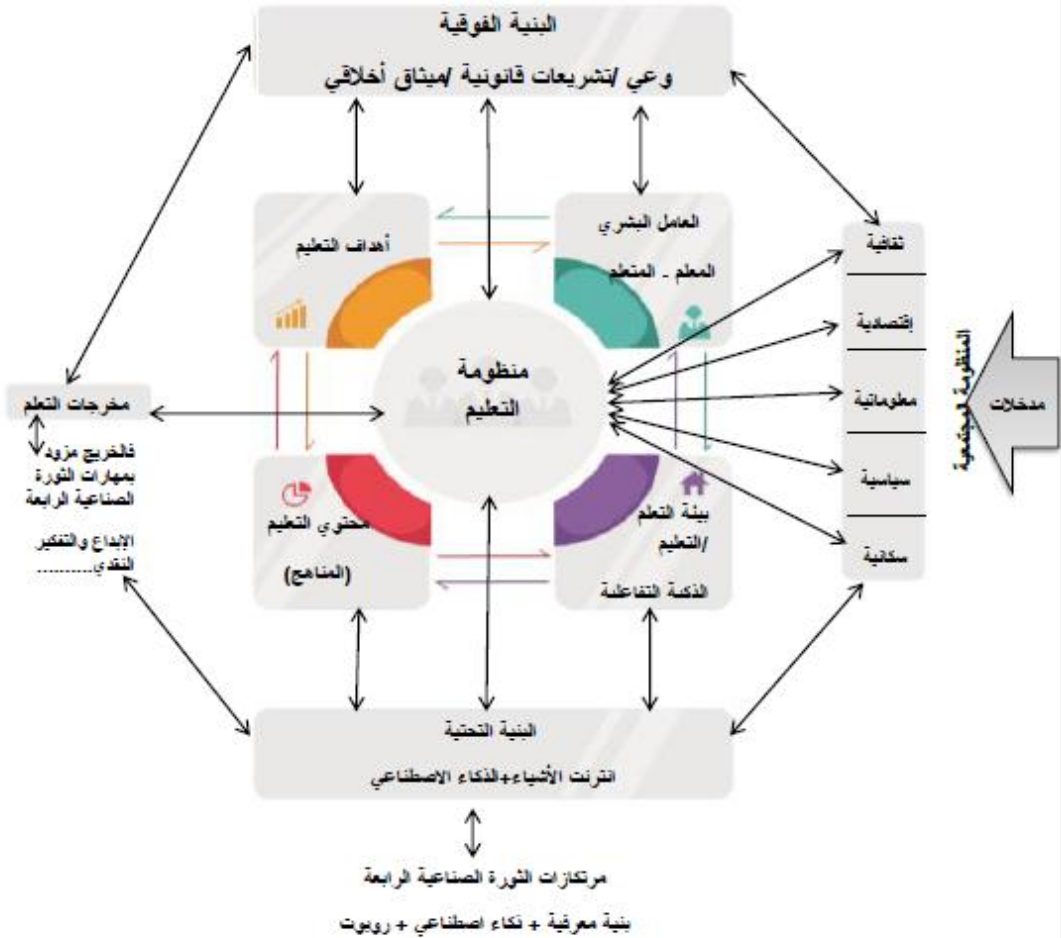 البنية الفوقية
وعي /تشريعات قانونية /ميثاق أخلاقي
العامل البشري
المعلم - المتعلم
أهداف التعليم
منظومة
التعليم
بيئة التعلم
/التعليم
الذكية التفاعلية
محتوي التعليم
(المناهج)
مدخلات
المنظومة المجتمعية
ثقافية
إقتصادية
معلوماتية
سياسية
سكانية
مخرجات التعلم
فالخريج مزود
بمهارات الثورة
الصناعية الرابعة
الإبداع والتفكير
النقدي..........
البنية التحتية
انترنت الأشياء+الذكاء الاصطناعي
مرتكازات الثورة الصناعية الرابعة
بنية معرفية + ذكاء اصطناعي + روبوت